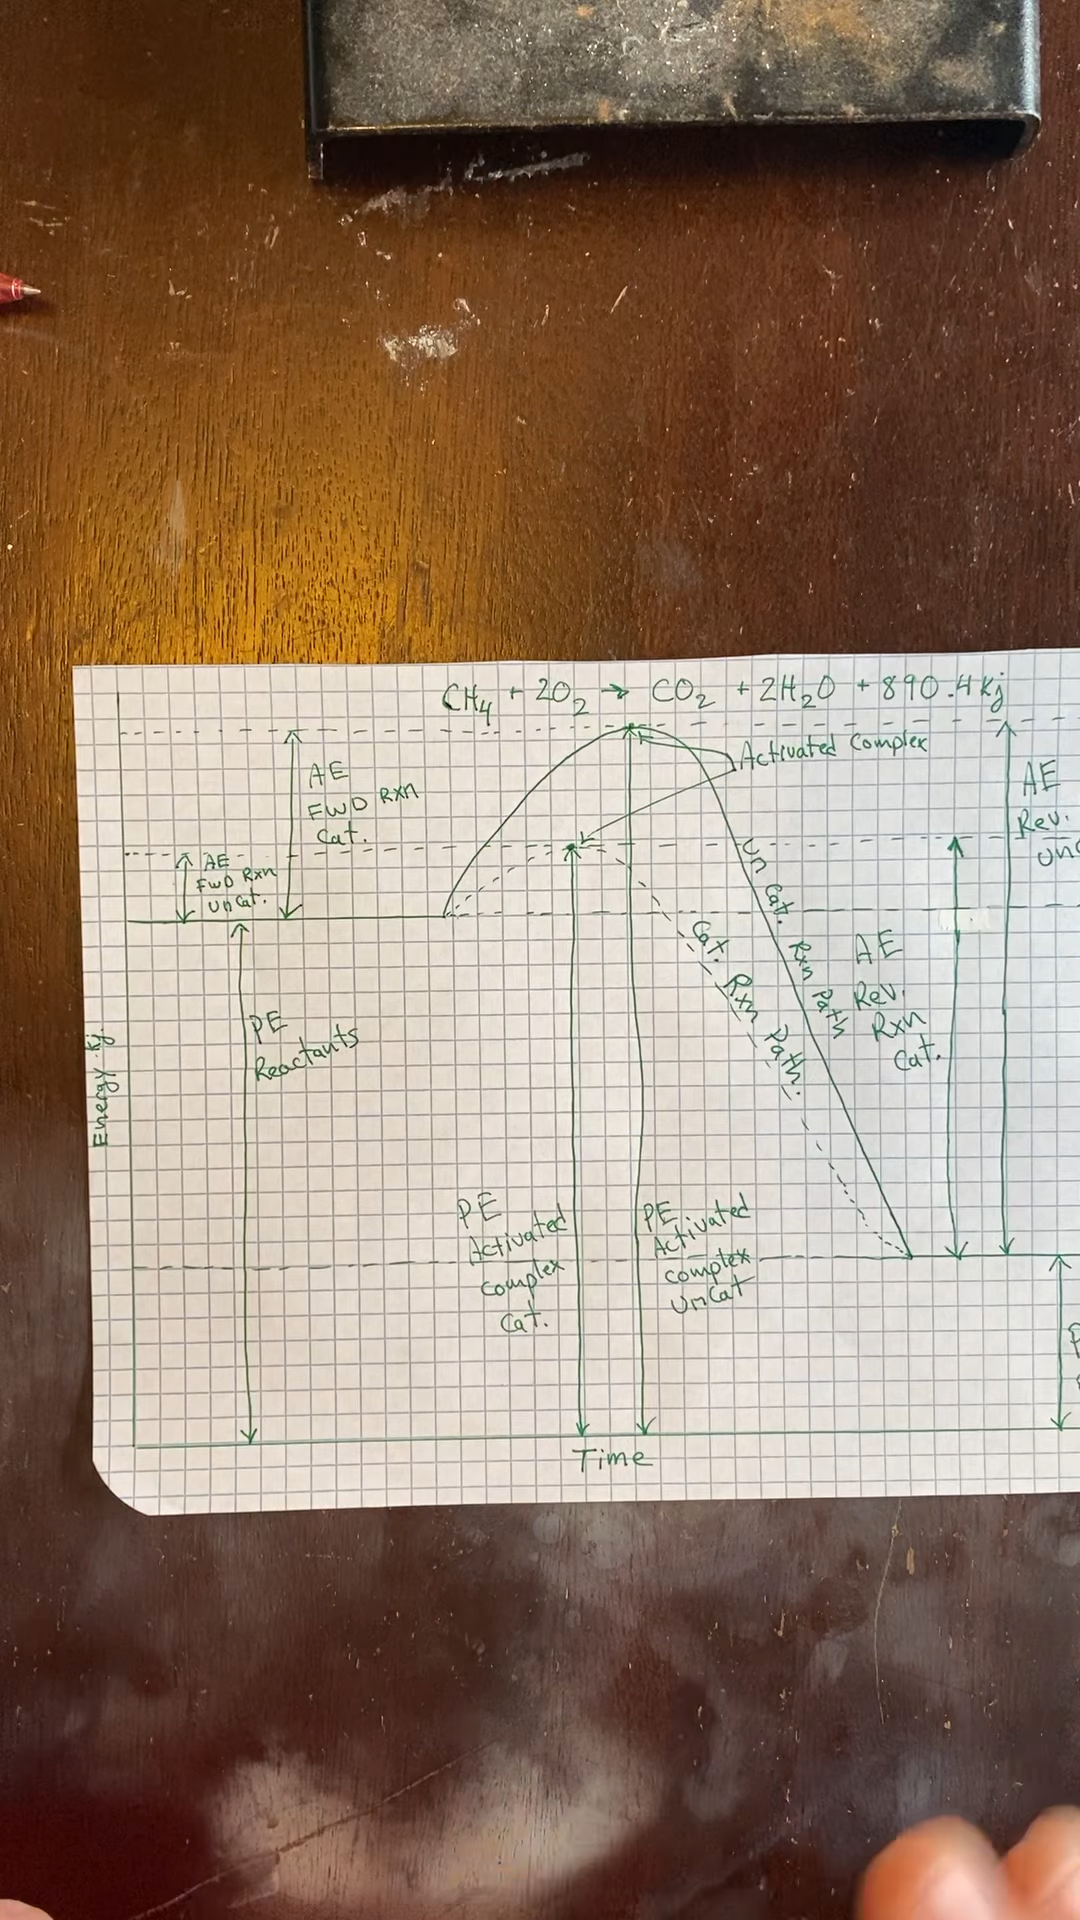 CH4 + 2O2 → CO2 + 2H2O + 890.4 Kj
Activated Complex
AE
FWD Rxn
Cat.
AE
FWD Rxn
UnCat.
AE
Rev.
Un Cat. Rxn Path
Cat. Rxn Path.
AE
Rev.
Rxn
Cat.
PE
Reactants
Energy Kj.
PE
Activated
Complex
Cat.
PE
Activated
Complex
UnCat
Time